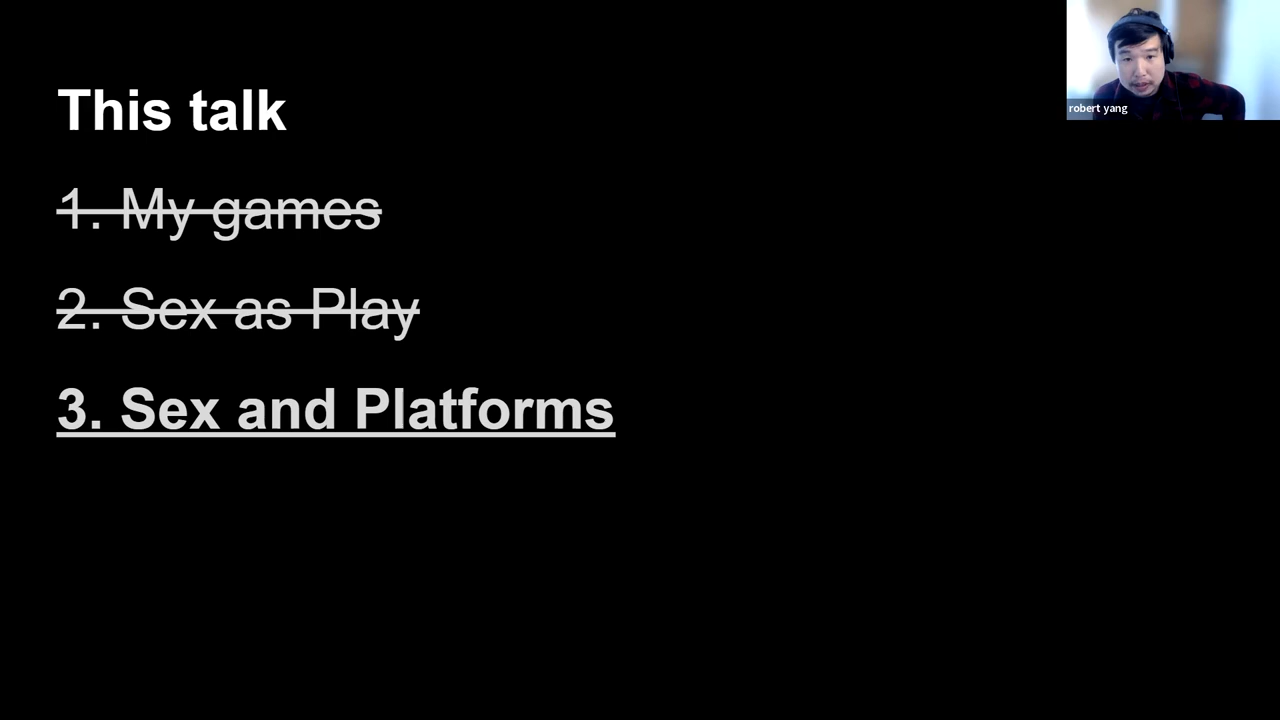 This talk
1. My games
2. Sex as Play
3. Sex and Platforms
robert yang